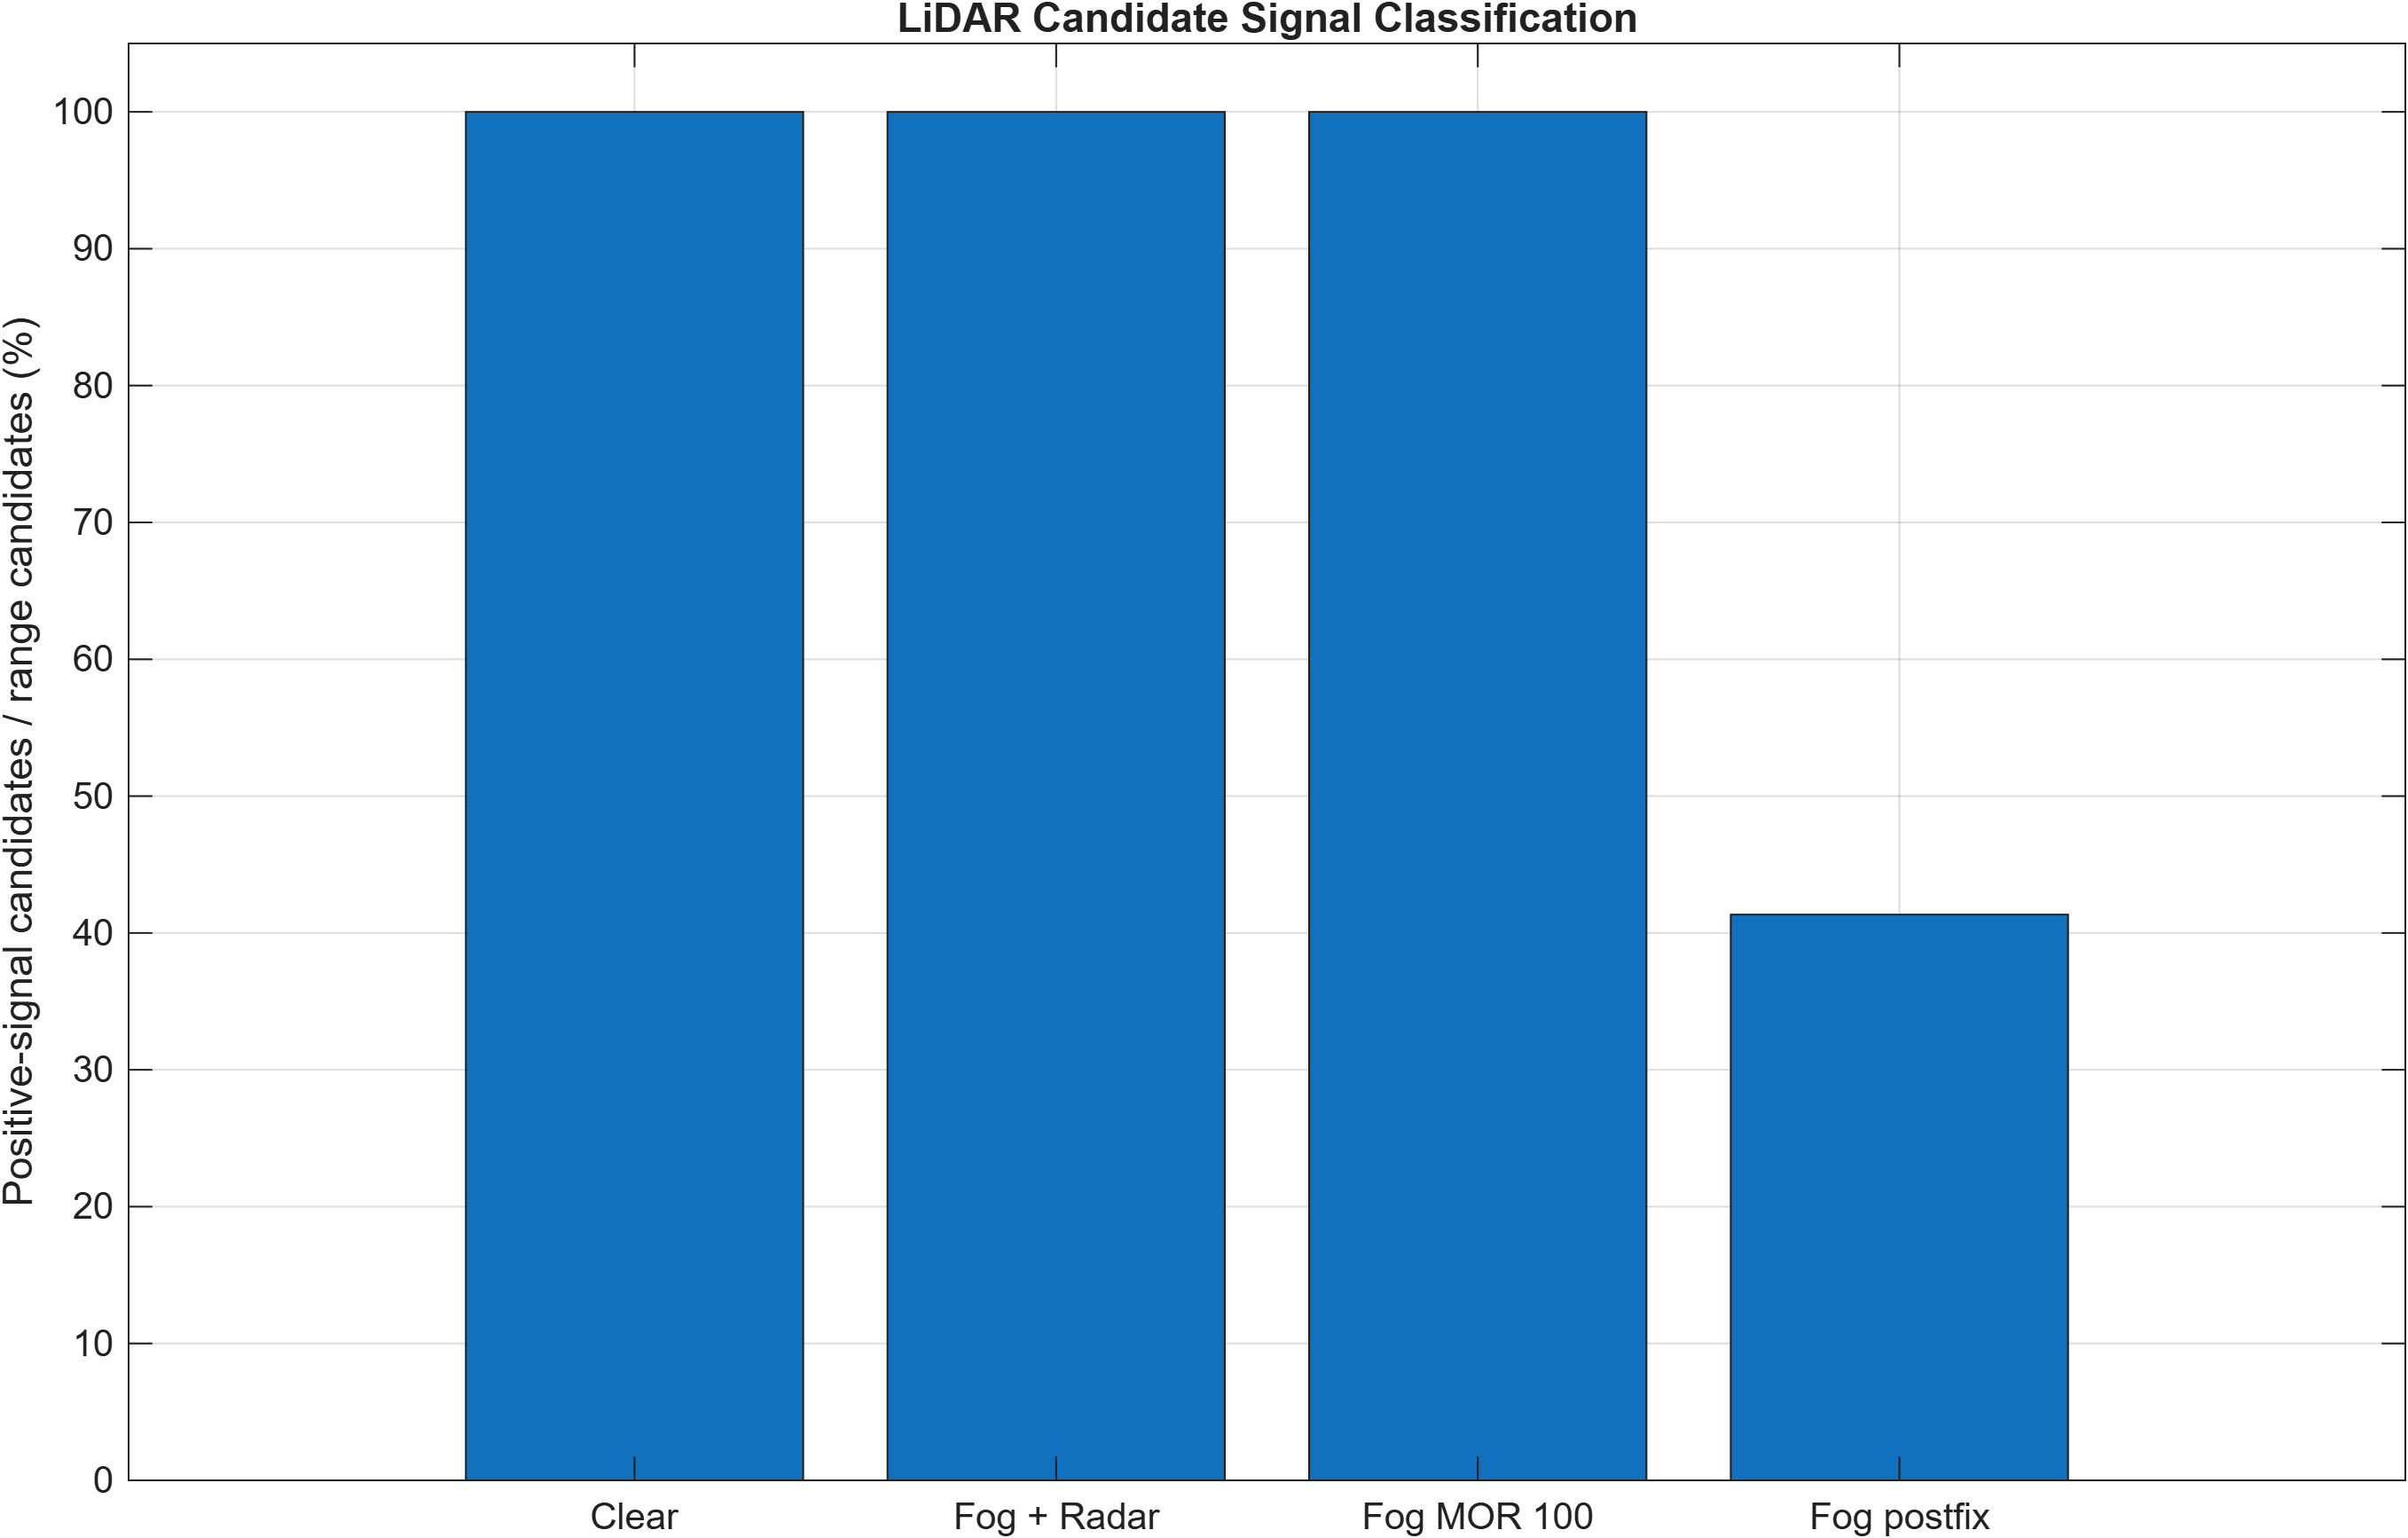 LiDAR Candidate Signal Classification
Positive-signal candidates / range candidates (%)
100
90
80
70
60
50
40
30
20
10
0
Clear
Fog + Radar
Fog MOR 100
Fog postfix